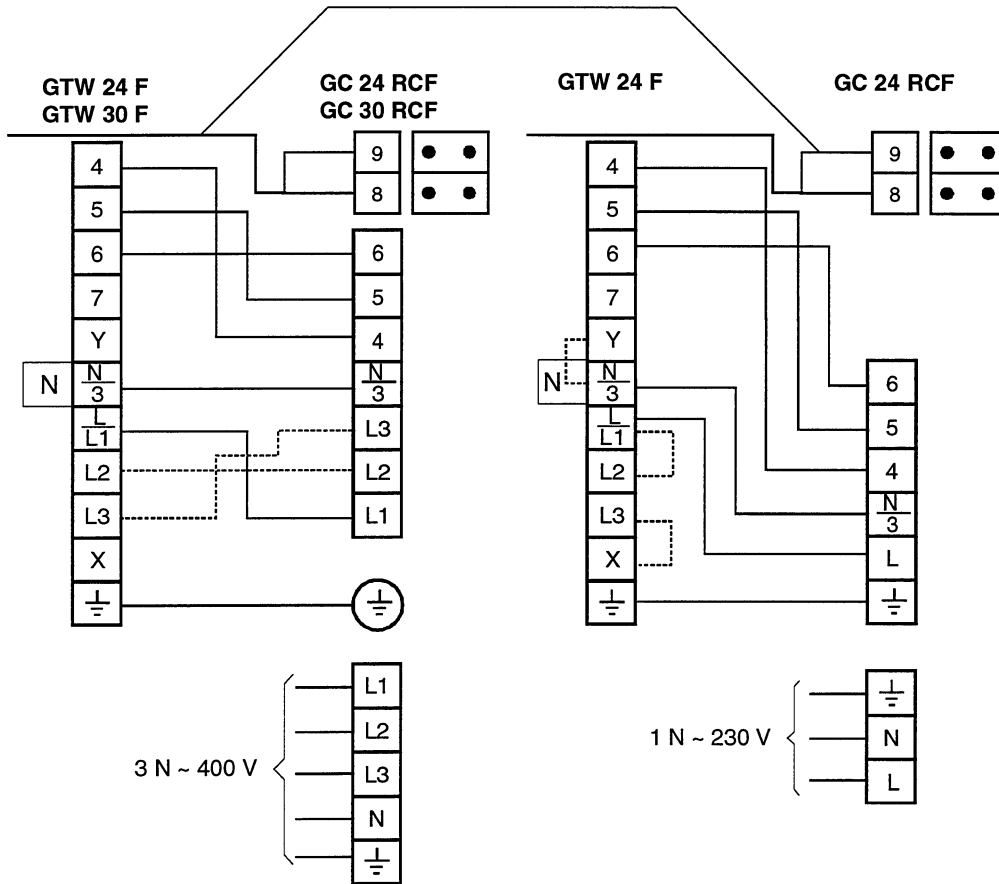 GTW 24 F
GTW 30 F
GC 24 RCF
GC 30 RCF
9
8
4
5
6
7
Y
N
N
3
L
L1
L2
L3
X
6
5
4
N
3
L3
L2
L1
L1
L2
L3
N
3 N ~ 400 V
GTW 24 F
GC 24 RCF
9
8
4
5
6
7
Y
N
N
3
L
L1
L2
L3
X
6
5
4
N
3
L
N
L
1 N ~ 230 V